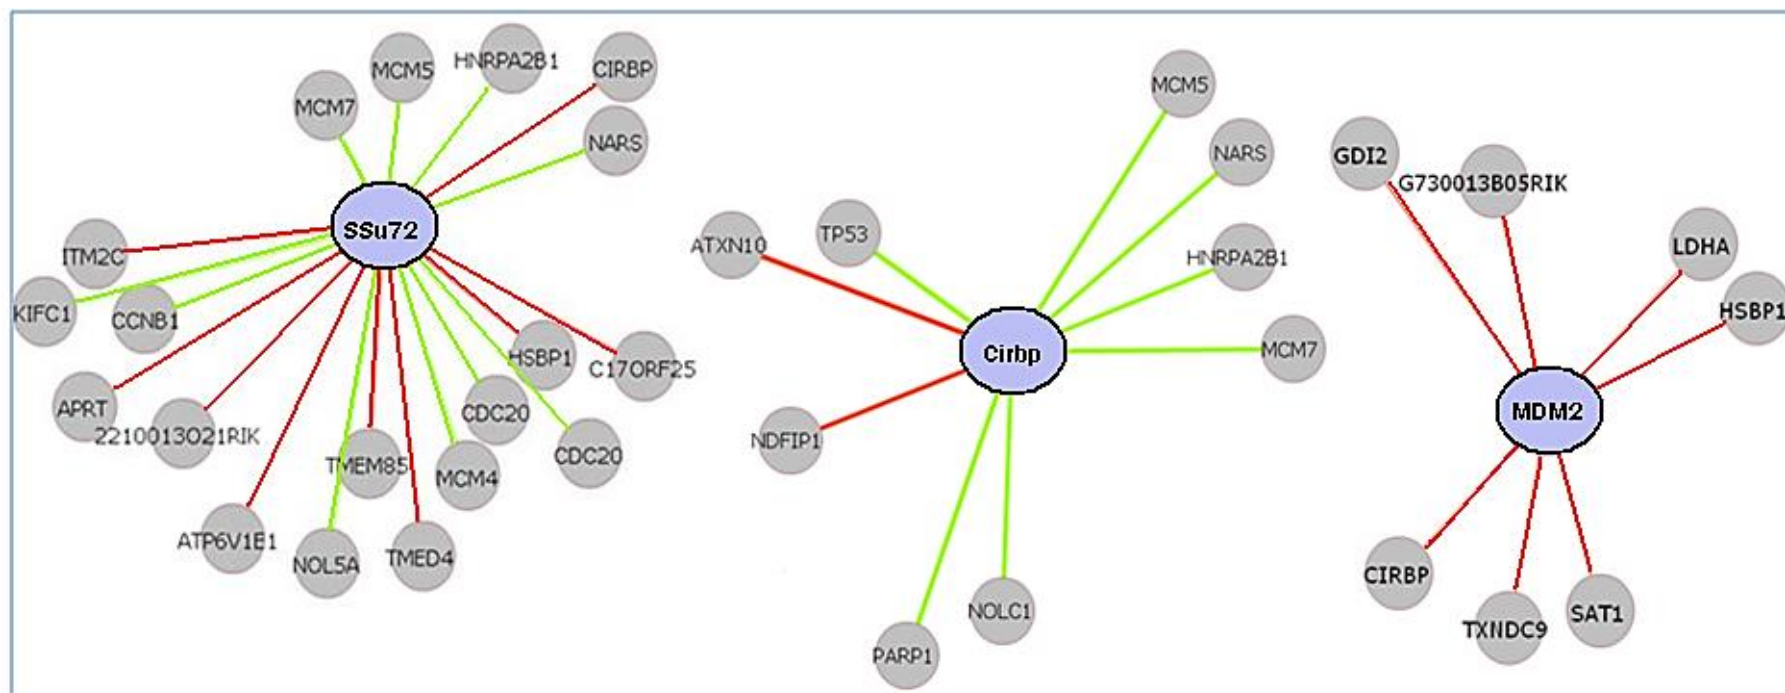 MCM7
MCM5
HNRPA2B1
CIRBP
NARS
SSu72
ITM2C
KIFC1
CCNB1
APRT
2210013O21RIK
ATP6V1E1
NOL5A
TMEM85
TMED4
MCM4
CDC20
CDC20
HSBP1
C17ORF25
MCM5
NARS
HNRPA2B1
MCM7
TP53
ATXN10
Cirbp
NDFIP1
PARP1
NOLC1
GDI2
G730013B05RIK
LDHA
HSBP1
MDM2
CIRBP
TXNDC9
SAT1